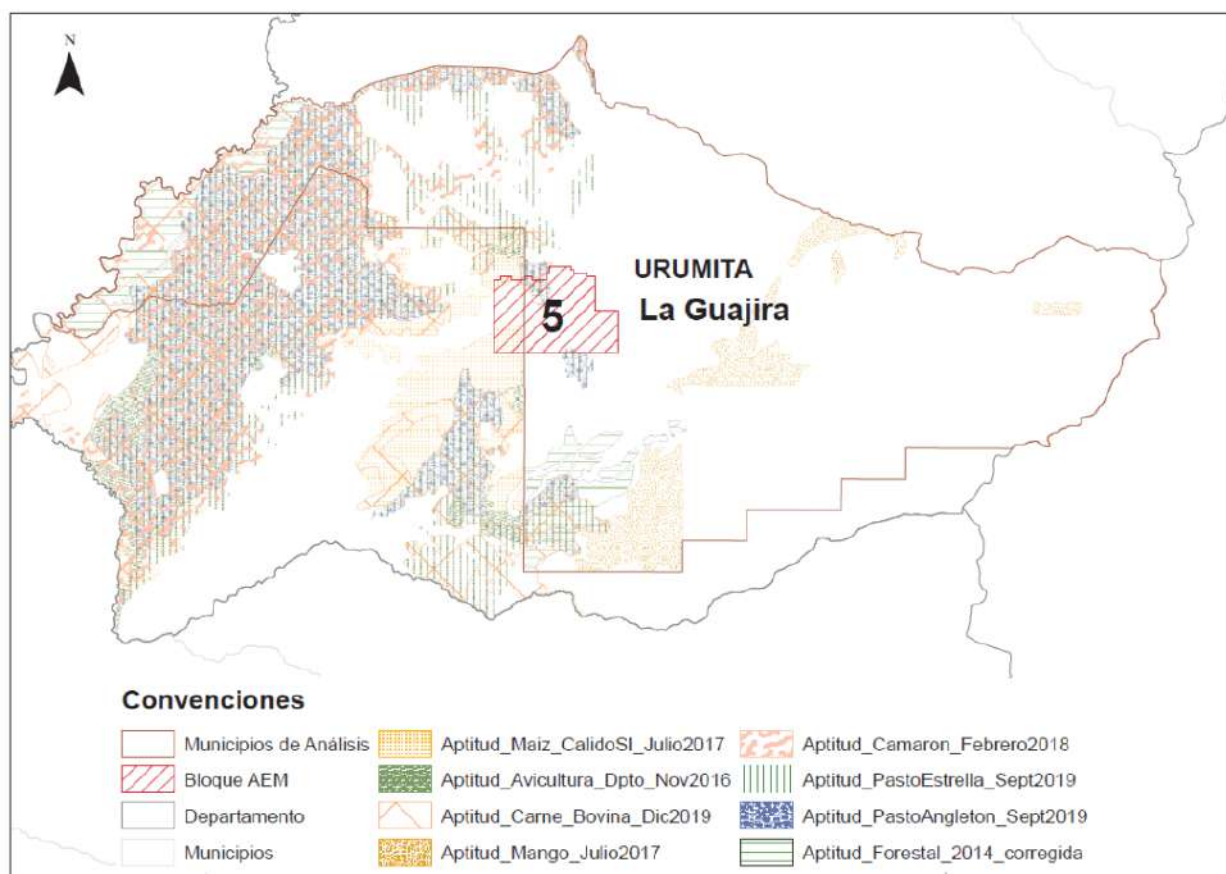 N
URUMITA
La Guajira
5
Convenciones
Municipios de Análisis
Bloque AEM
Departamento
Municipios
Aptitud_Maiz_CalidoSI_Julio2017
Aptitud_Avicultura_Dpto_Nov2016
Aptitud_Carne_Bovina_Dic2019
Aptitud_Mango_Julio2017
Aptitud_Camaron_Febrero2018
Aptitud_PastoEstrella_Sept2019
Aptitud_PastoAngleton_Sept2019
Aptitud_Forestal_2014_corregida